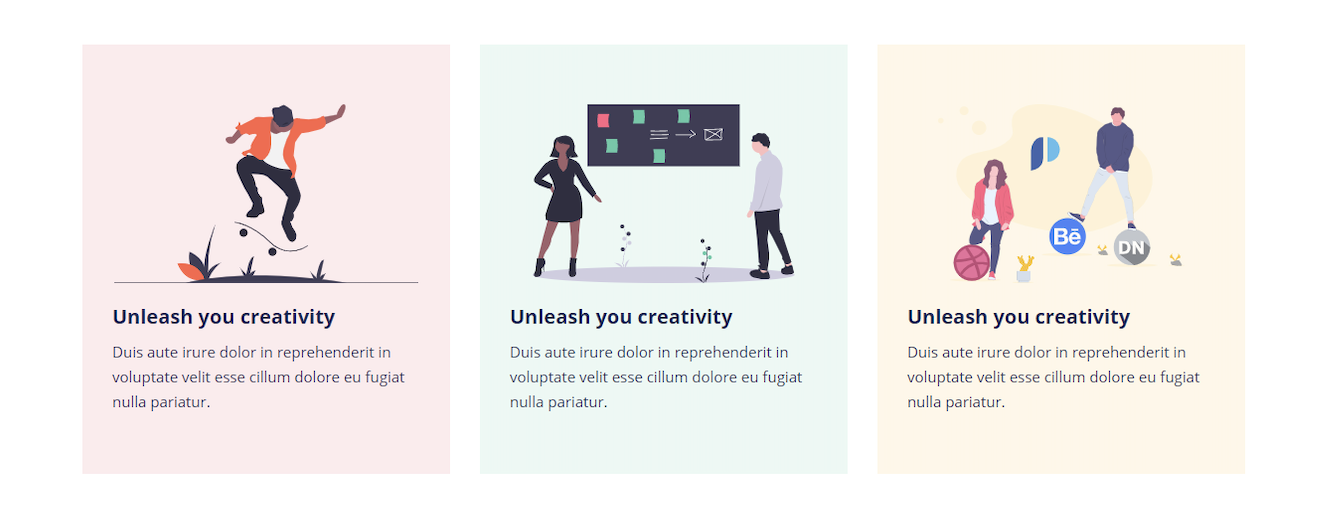 Unleash you creativity
Duis aute irure dolor in reprehenderit in
voluptate velit esse cillum dolore eu fugiat
nulla pariatur.
Bē
DN
Unleash you creativity
Duis aute irure dolor in reprehenderit in
voluptate velit esse cillum dolore eu fugiat
nulla pariatur.
Unleash you creativity
Duis aute irure dolor in reprehenderit in
voluptate velit esse cillum dolore eu fugiat
nulla pariatur.